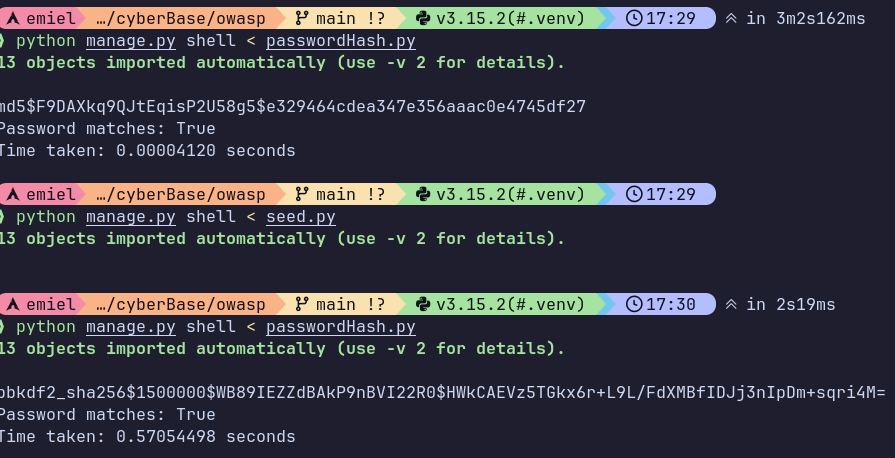 emiel …/cyberBase/owasp main !? v3.15.2(#.venv) 17:29 in 3m2s162ms
❯ python manage.py shell < passwordHash.py
13 objects imported automatically (use -v 2 for details).
md5$F9DAXkq9QJtEqisP2U58g5$e329464cdea347e356aaac0e4745df27
Password matches: True
Time taken: 0.00004120 seconds
emiel …/cyberBase/owasp main !? v3.15.2(#.venv) 17:29
❯ python manage.py shell < seed.py
13 objects imported automatically (use -v 2 for details).
emiel …/cyberBase/owasp main !? v3.15.2(#.venv) 17:30 in 2s19ms
❯ python manage.py shell < passwordHash.py
13 objects imported automatically (use -v 2 for details).
pbkdf2_sha256$1500000$WB89IEZZdBAkP9nBVI22R0$HWkCAEVz5TGkx6r+L9L/FdXMBfIDJj3nIpDm+sqri4M=
Password matches: True
Time taken: 0.57054498 seconds